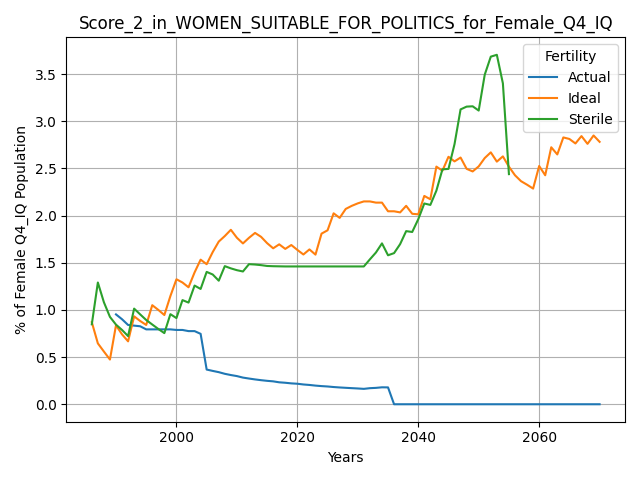 Score_2_in_WOMEN_SUITABLE_FOR_POLITICS_for_Female_Q4_IQ
Fertility
Actual
Ideal
Sterile
% of Female Q4_IQ Population
3.5
3.0
2.5
2.0
1.5
1.0
0.5
0.0
2000 2020 2040 2060
Years